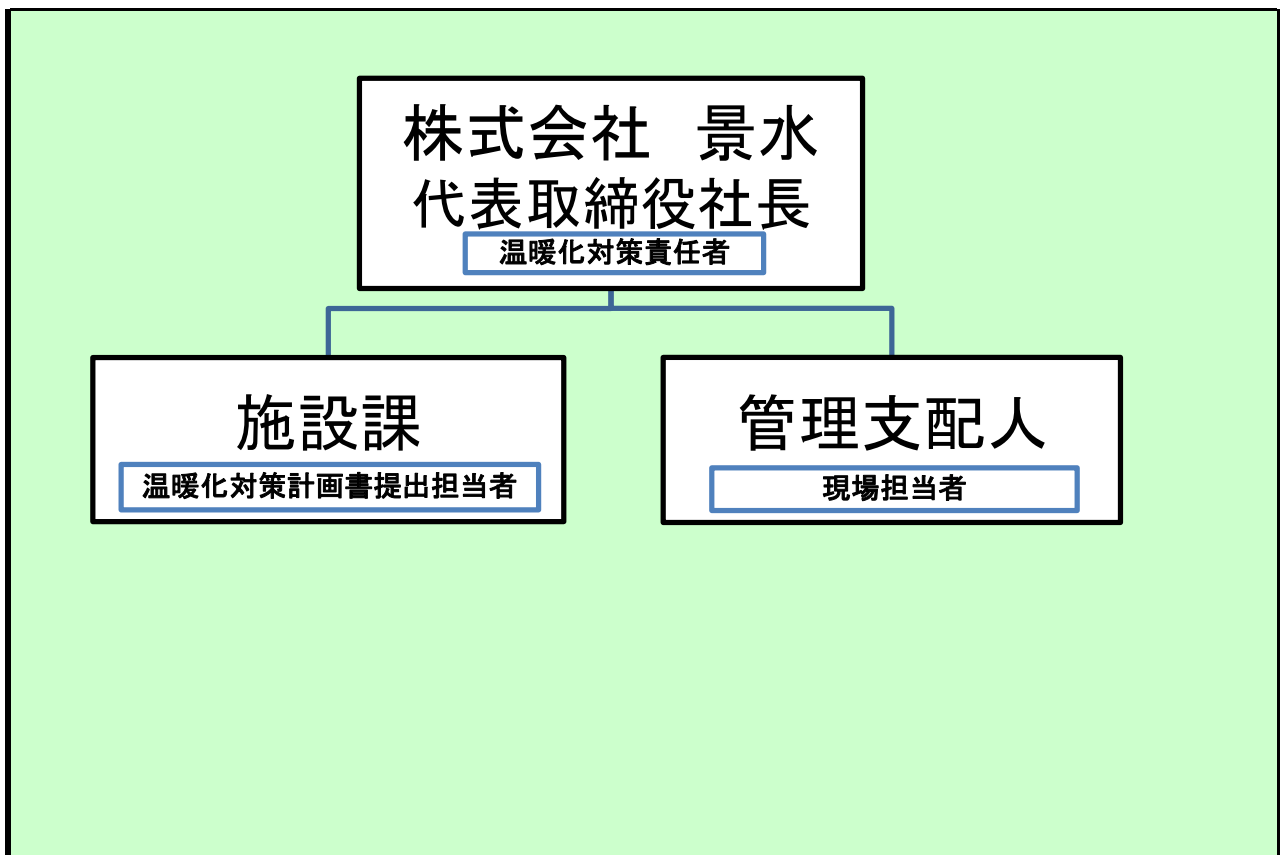 株式会社　景水
代表取締役社長
温暖化対策責任者
施設課
温暖化対策計画書提出担当者
管理支配人
現場担当者